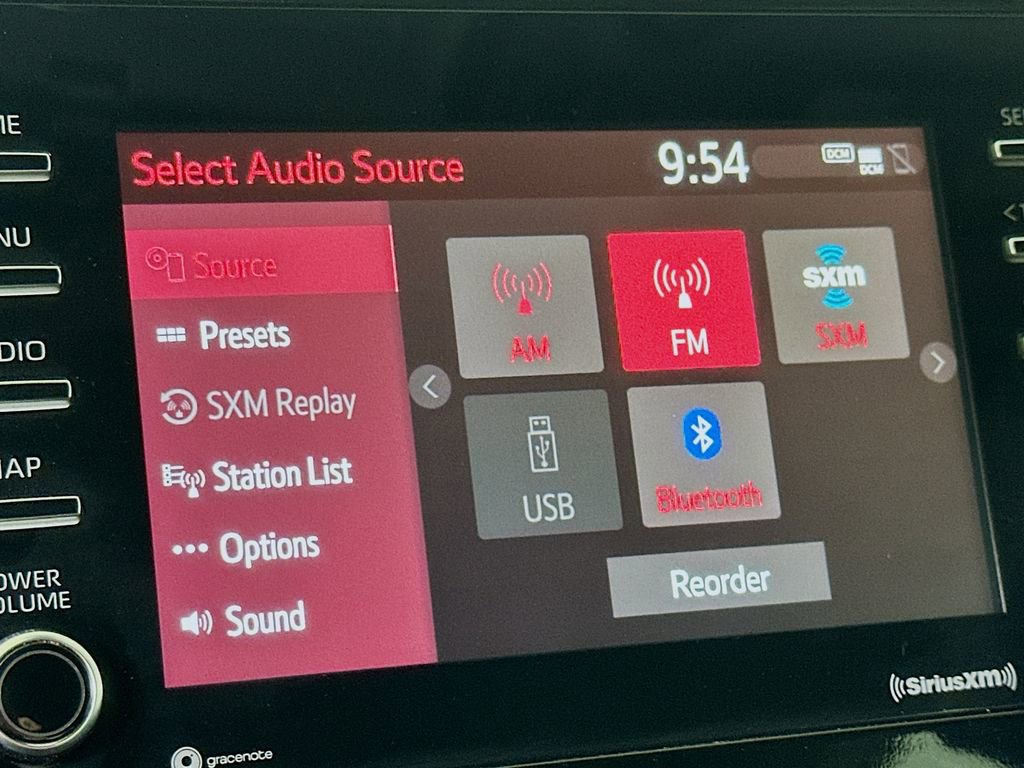 Select Audio Source
9:54
DCM
DCM
Source
Presets
SXM Replay
Station List
Options
Sound
AM
FM
sxm
SXM
USB
Bluetooth
Reorder
ME
NU
DIO
MAP
OWER
OLUME
SE
gracenote
SiriusXM